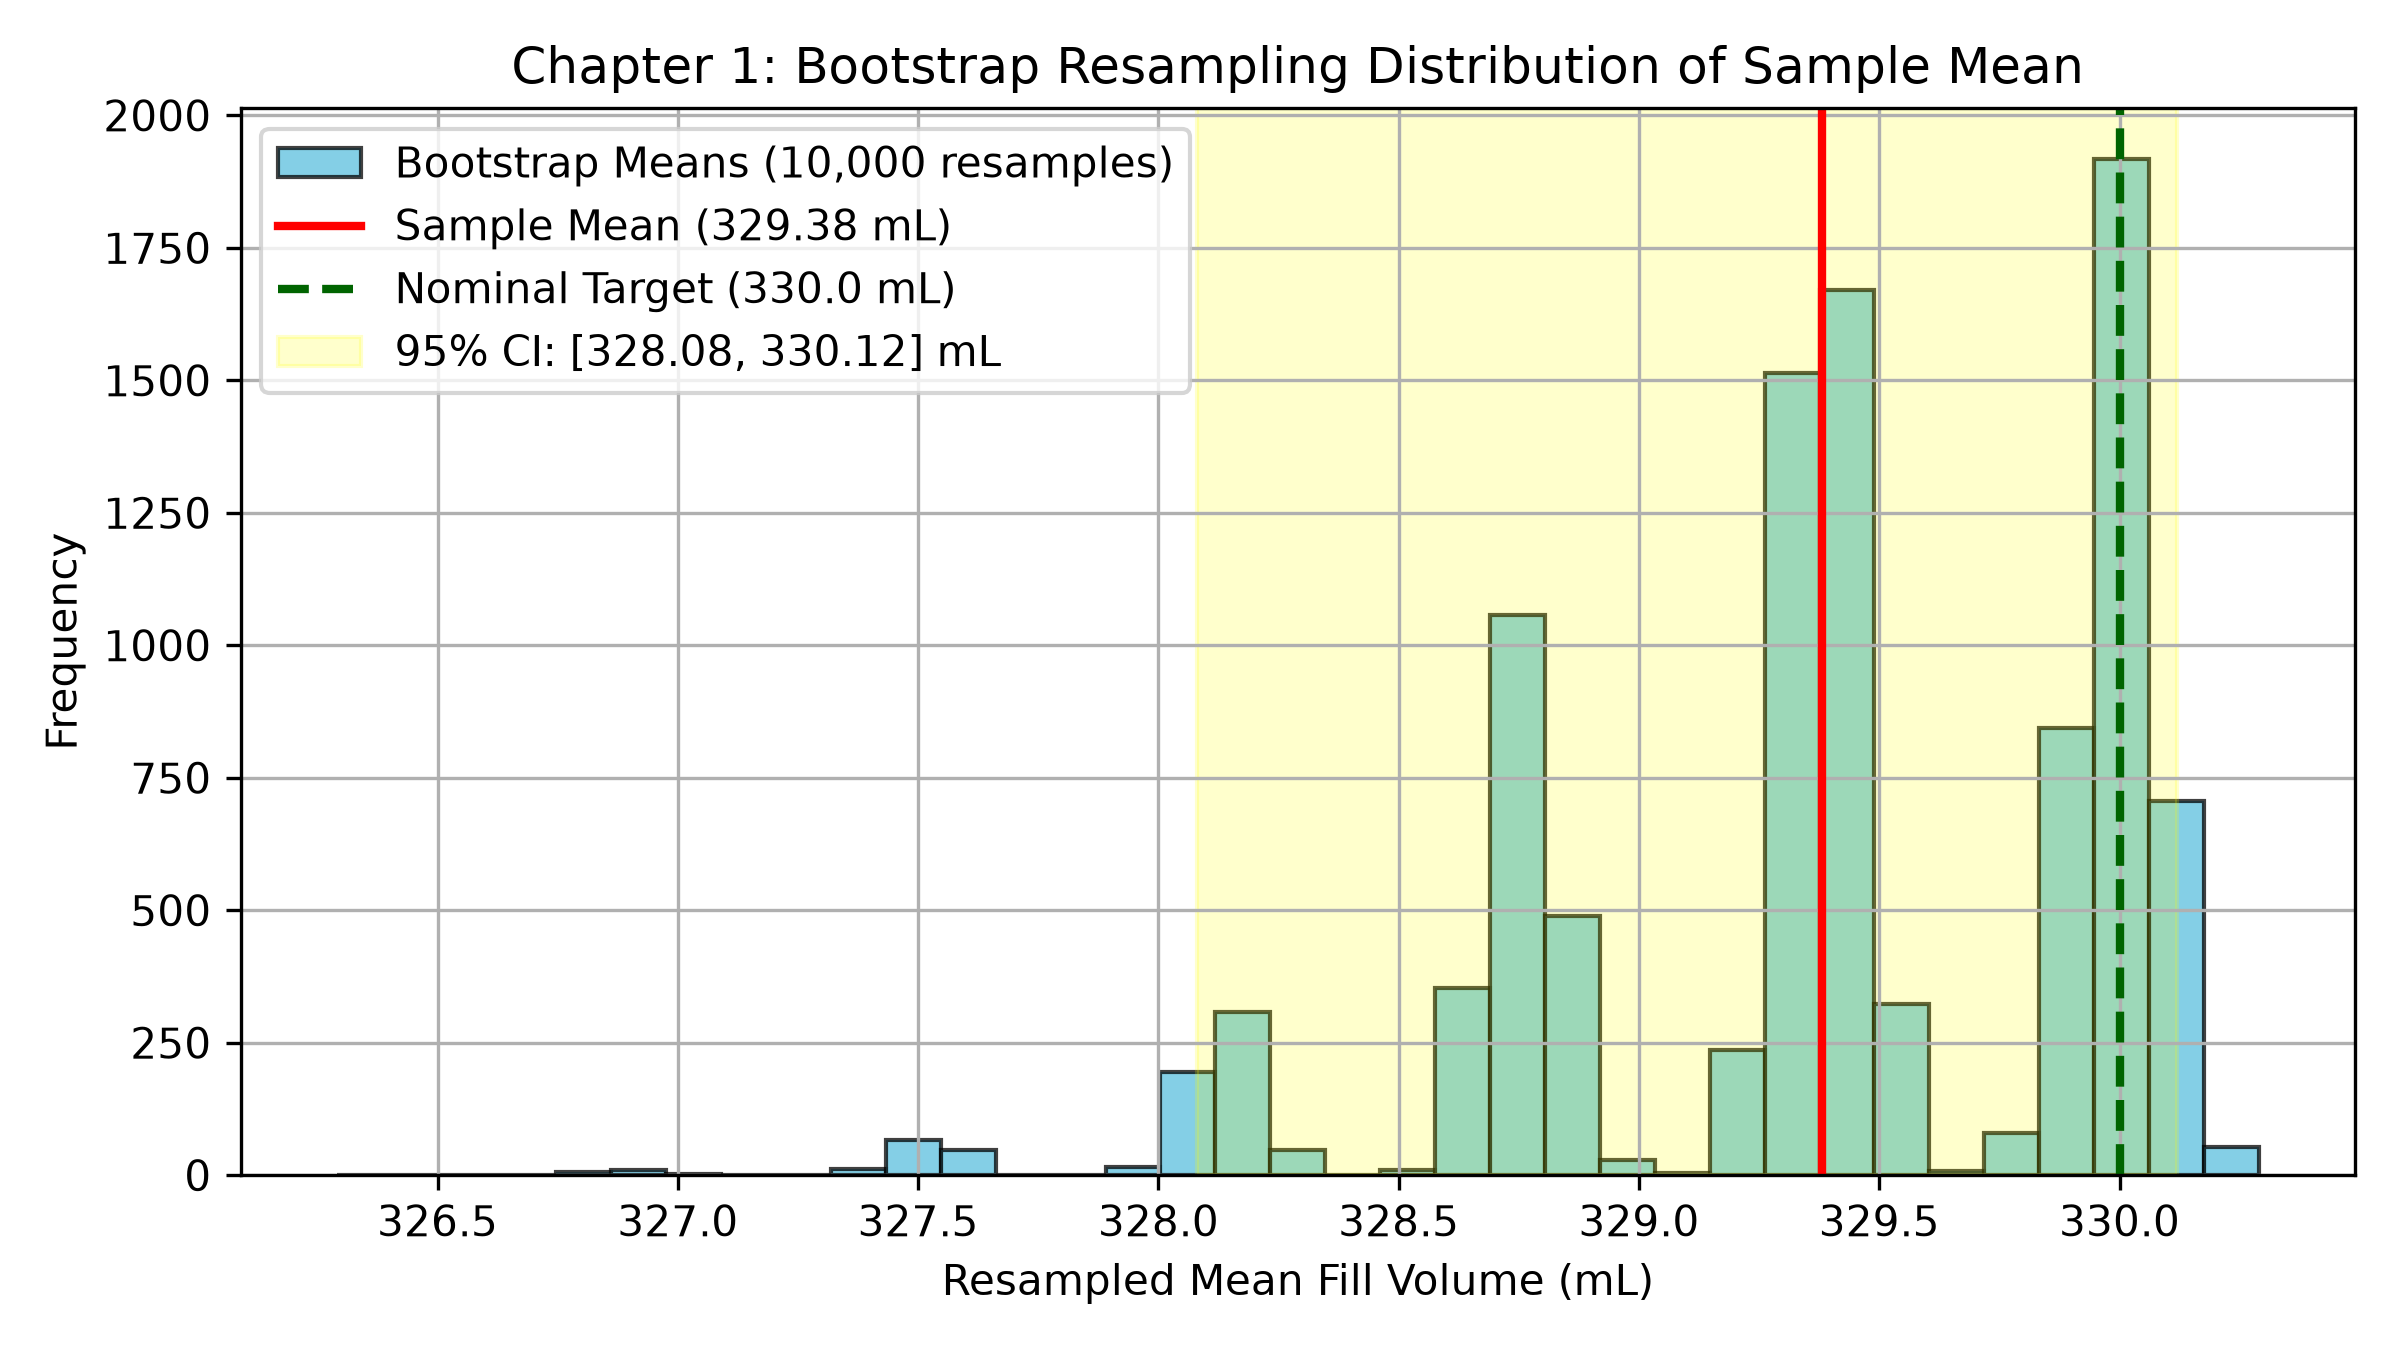 Chapter 1: Bootstrap Resampling Distribution of Sample Mean
2000
1750
1500
1250
1000
750
500
250
0
Frequency
Bootstrap Means (10,000 resamples)
Sample Mean (329.38 mL)
Nominal Target (330.0 mL)
95% CI: [328.08, 330.12] mL
326.5 327.0 327.5 328.0 328.5 329.0 329.5 330.0
Resampled Mean Fill Volume (mL)